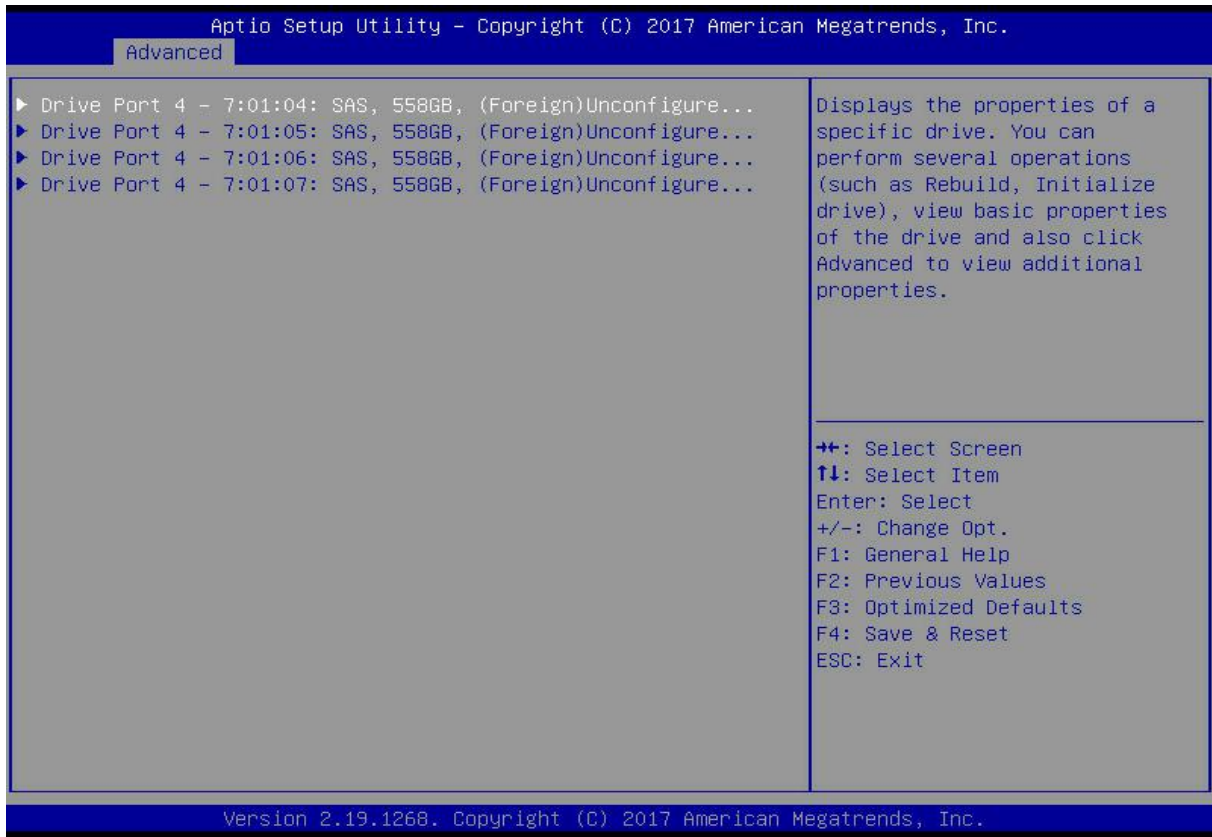 Aptio Setup Utility – Copyright (C) 2017 American Megatrends, Inc.
Advanced
▶ Drive Port 4 – 7:01:04: SAS, 558GB, (Foreign)Unconfigure...
▶ Drive Port 4 – 7:01:05: SAS, 558GB, (Foreign)Unconfigure...
▶ Drive Port 4 – 7:01:06: SAS, 558GB, (Foreign)Unconfigure...
▶ Drive Port 4 – 7:01:07: SAS, 558GB, (Foreign)Unconfigure...
Displays the properties of a
specific drive. You can
perform several operations
(such as Rebuild, Initialize
drive), view basic properties
of the drive and also click
Advanced to view additional
properties.
→←: Select Screen
↑↓: Select Item
Enter: Select
+/-: Change Opt.
F1: General Help
F2: Previous Values
F3: Optimized Defaults
F4: Save & Reset
ESC: Exit
Version 2.19.1268. Copyright (C) 2017 American Megatrends, Inc.